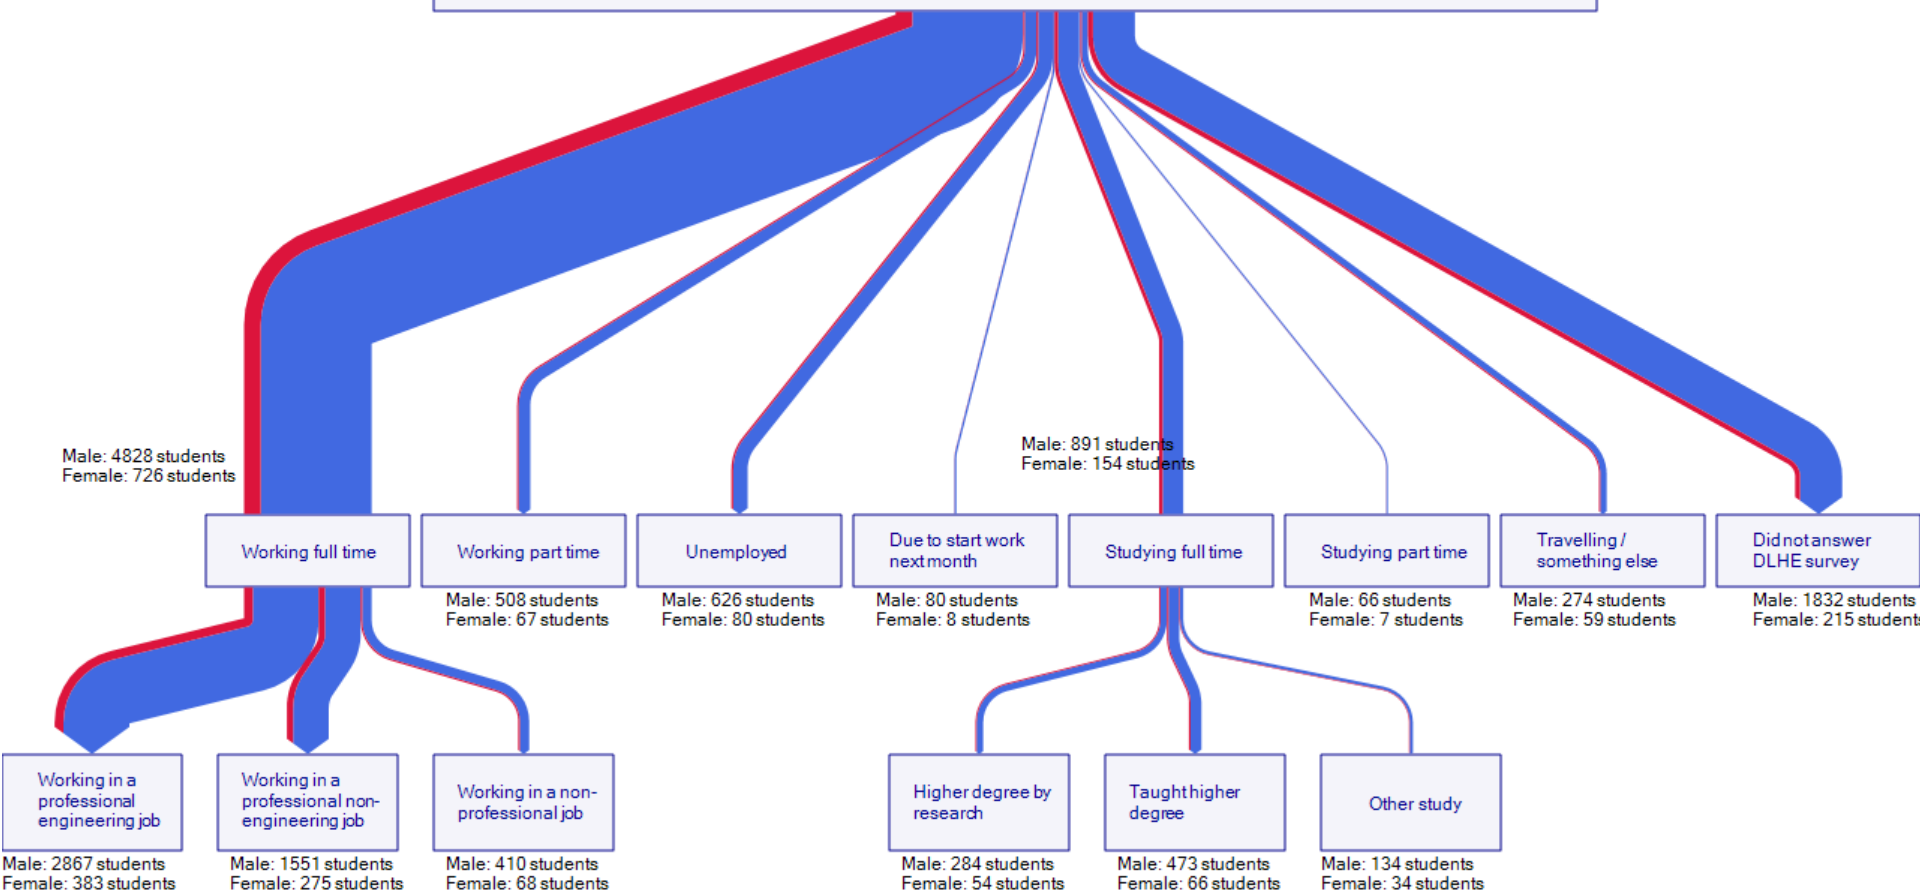 Male: 4828 students
Female: 726 students
Male: 891 students
Female: 154 students
Working full time
Working part time
Unemployed
Due to start work
next month
Studying full time
Studying part time
Travelling /
something else
Did not answer
DLHE survey
Male: 508 students
Female: 67 students
Male: 626 students
Female: 80 students
Male: 80 students
Female: 8 students
Male: 66 students
Female: 7 students
Male: 274 students
Female: 59 students
Male: 1832 students
Female: 215 students
Working in a
professional
engineering job
Working in a
professional non-
engineering job
Working in a non-
professional job
Higher degree by
research
Taught higher
degree
Other study
Male: 2867 students
Female: 383 students
Male: 1551 students
Female: 275 students
Male: 410 students
Female: 68 students
Male: 284 students
Female: 54 students
Male: 473 students
Female: 66 students
Male: 134 students
Female: 34 students